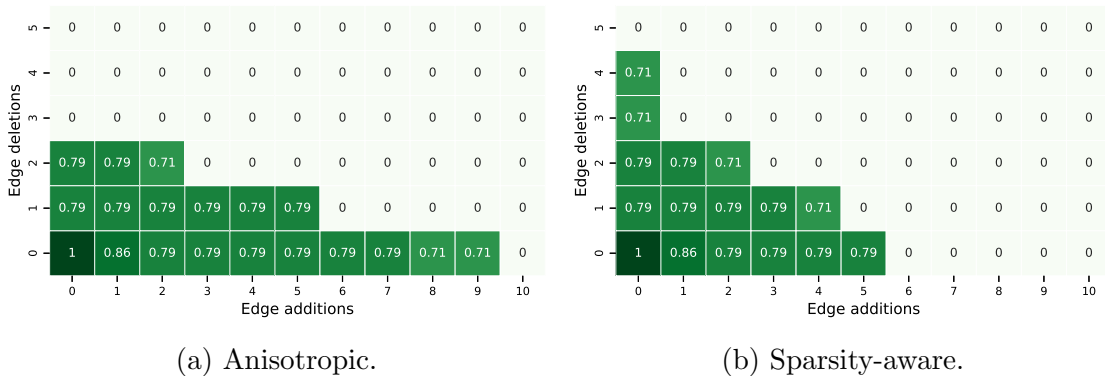 Edge deletions
5 0 0 0 0 0 0 0 0 0 0 0
4 0 0 0 0 0 0 0 0 0 0 0
3 0 0 0 0 0 0 0 0 0 0 0
2 0.79 0.79 0.71 0 0 0 0 0 0 0 0
1 0.79 0.79 0.79 0.79 0.79 0.79 0 0 0 0 0
0 1 0.86 0.79 0.79 0.79 0.79 0.79 0.79 0.71 0.71 0
0 1 2 3 4 5 6 7 8 9 10
Edge additions
(a) Anisotropic.
Edge deletions
5 0 0 0 0 0 0 0 0 0 0 0
4 0.71 0 0 0 0 0 0 0 0 0 0
3 0.71 0 0 0 0 0 0 0 0 0 0
2 0.79 0.79 0.71 0 0 0 0 0 0 0 0
1 0.79 0.79 0.79 0.79 0.71 0 0 0 0 0 0
0 1 0.86 0.79 0.79 0.79 0.79 0 0 0 0 0
0 1 2 3 4 5 6 7 8 9 10
Edge additions
(b) Sparsity-aware.